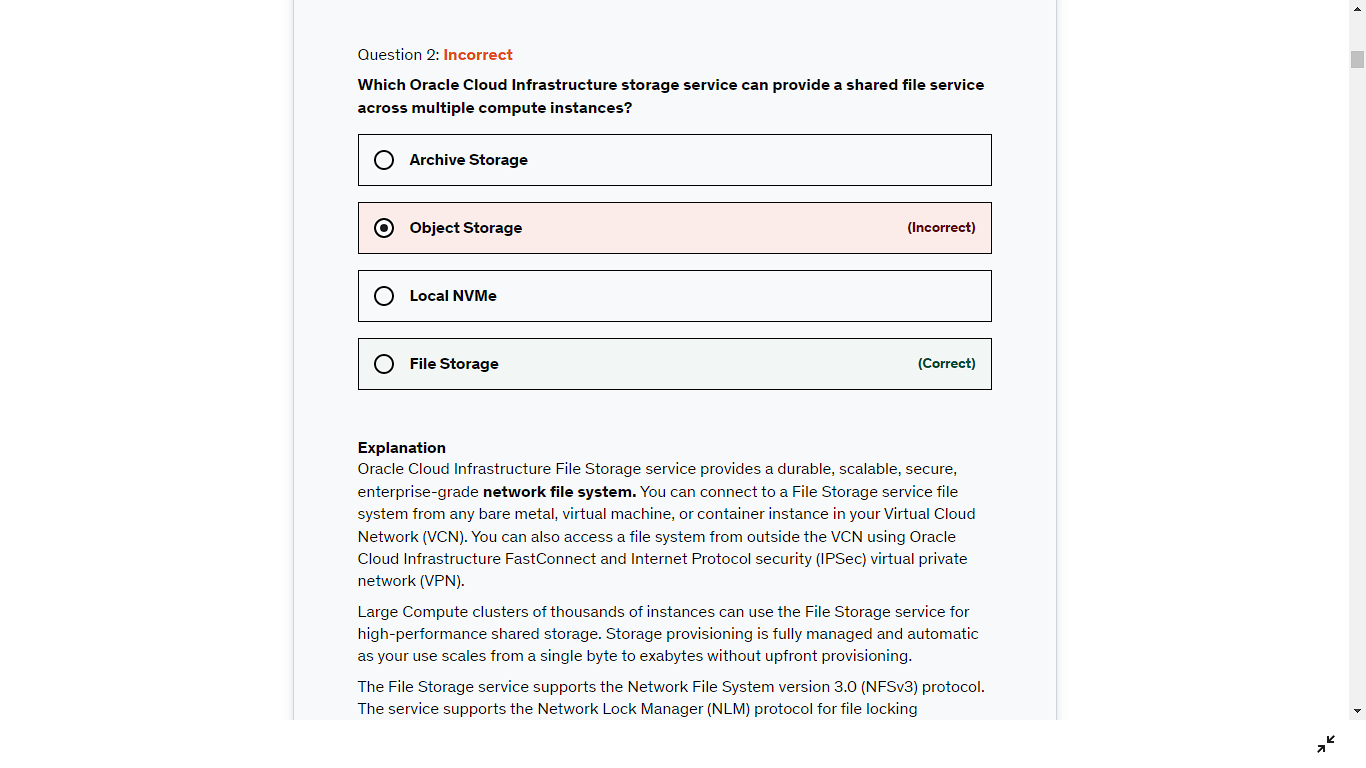 Question 2: Incorrect
Which Oracle Cloud Infrastructure storage service can provide a shared file service
across multiple compute instances?
Archive Storage
Object Storage (Incorrect)
Local NVMe
File Storage (Correct)
Explanation
Oracle Cloud Infrastructure File Storage service provides a durable, scalable, secure,
enterprise-grade network file system. You can connect to a File Storage service file
system from any bare metal, virtual machine, or container instance in your Virtual Cloud
Network (VCN). You can also access a file system from outside the VCN using Oracle
Cloud Infrastructure FastConnect and Internet Protocol security (IPSec) virtual private
network (VPN).
Large Compute clusters of thousands of instances can use the File Storage service for
high-performance shared storage. Storage provisioning is fully managed and automatic
as your use scales from a single byte to exabytes without upfront provisioning.
The File Storage service supports the Network File System version 3.0 (NFSv3) protocol.
The service supports the Network Lock Manager (NLM) protocol for file locking